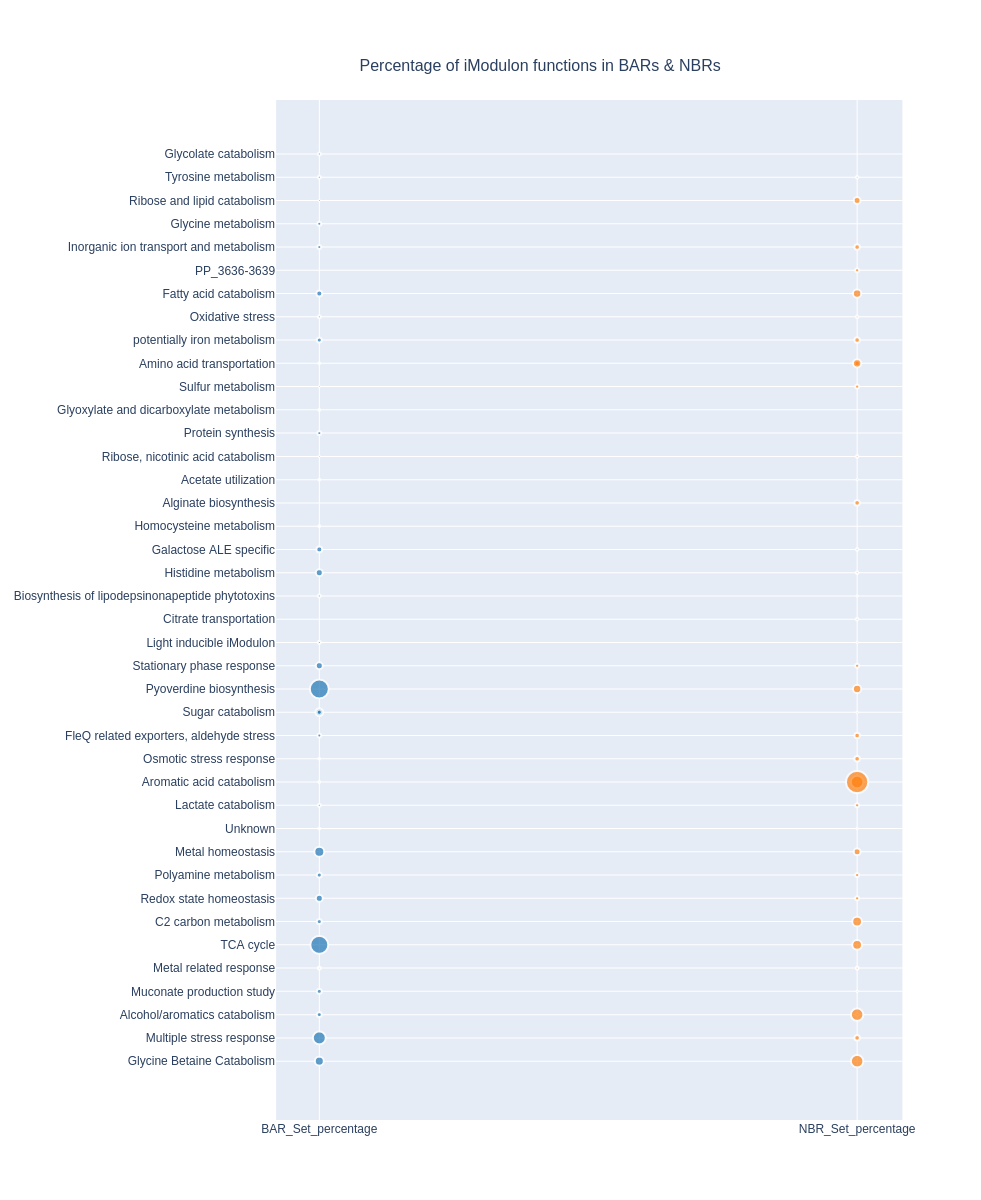 Percentage of iModulon functions in BARs & NBRs
Glycolate catabolism
Tyrosine metabolism
Ribose and lipid catabolism
Glycine metabolism
Inorganic ion transport and metabolism
PP_3636-3639
Fatty acid catabolism
Oxidative stress
potentially iron metabolism
Amino acid transportation
Sulfur metabolism
Glyoxylate and dicarboxylate metabolism
Protein synthesis
Ribose, nicotinic acid catabolism
Acetate utilization
Alginate biosynthesis
Homocysteine metabolism
Galactose ALE specific
Histidine metabolism
Biosynthesis of lipodepsinonapeptide phytotoxins
Citrate transportation
Light inducible iModulon
Stationary phase response
Pyoverdine biosynthesis
Sugar catabolism
FleQ related exporters, aldehyde stress
Osmotic stress response
Aromatic acid catabolism
Lactate catabolism
Unknown
Metal homeostasis
Polyamine metabolism
Redox state homeostasis
C2 carbon metabolism
TCA cycle
Metal related response
Muconate production study
Alcohol/aromatics catabolism
Multiple stress response
Glycine Betaine Catabolism
BAR_Set_percentage NBR_Set_percentage